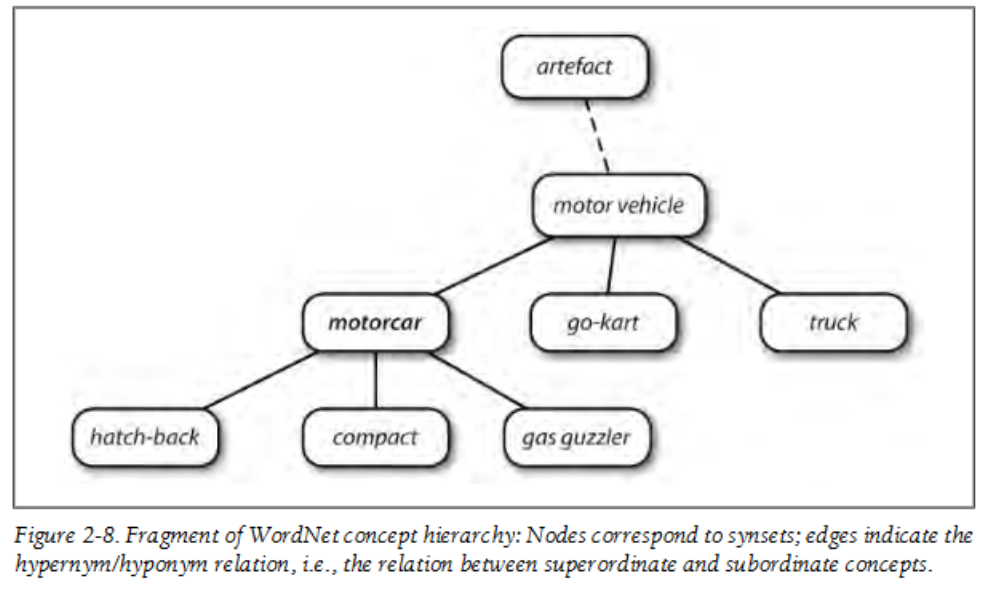 artefact
motor vehicle
motorcar
go-kart
truck
hatch-back
compact
gas guzzler
Figure 2-8. Fragment of WordNet concept hierarchy: Nodes correspond to synsets; edges indicate the
hypernym/hyponym relation, i.e., the relation between superordinate and subordinate concepts.